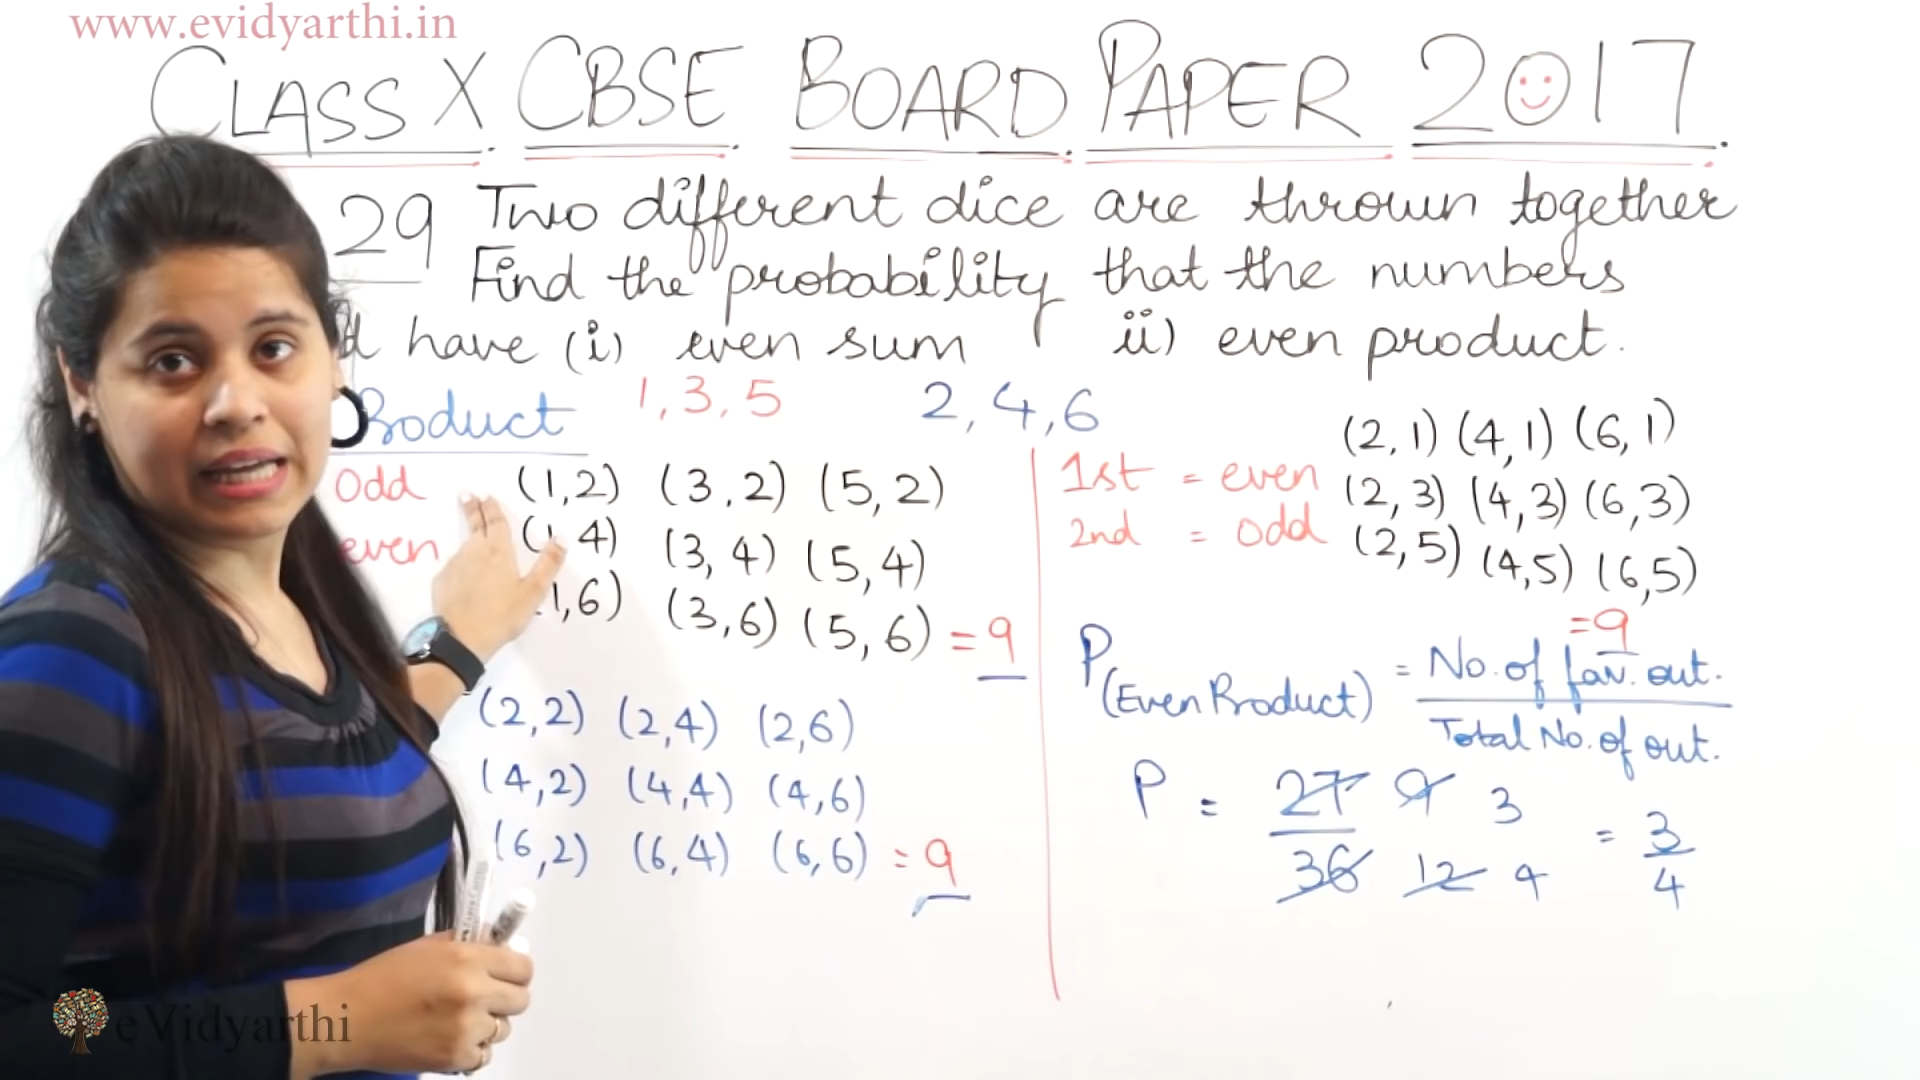 www.evidyarthi.in
CLASS X CBSE BOARD PAPER 2017.
29 Two different dice are thrown together
Find the probability that the numbers
have (i) even sum ii) even product.
Product 1, 3, 5 2, 4, 6
Odd (1,2) (3,2) (5,2)
even 4) (3,4) (5,4)
1,6) (3,6) (5,6) = 9
(2,2) (2,4) (2,6)
(4,2) (4,4) (4,6)
(6,2) (6,4) (6,6) = 9
1st = even (2,1) (4,1) (6,1)
2nd = odd (2,3) (4,3) (6,3)
(2,5) (4,5) (6,5)
=9
P(Even Product) = No. of fav. out.
Total No. of out.
P = 27 9 3 = 3
36 12 4 4
eVidyarthi